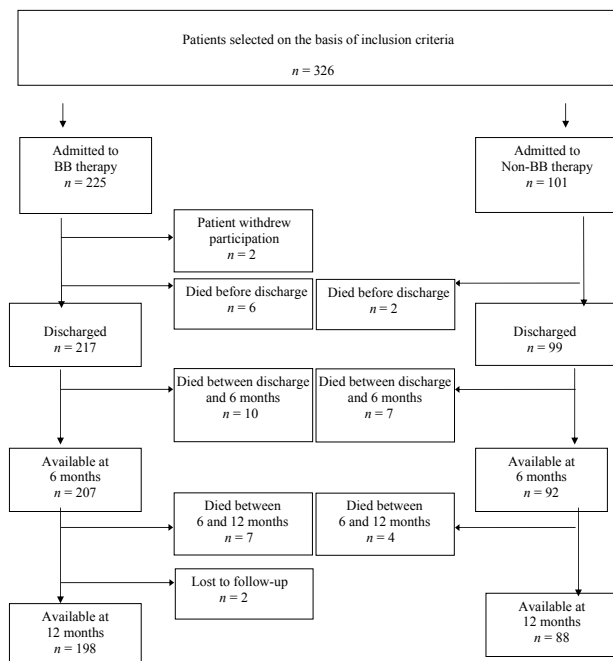 Patients selected on the basis of inclusion criteria
n = 326
Admitted to
BB therapy
n = 225
Admitted to
Non-BB therapy
n = 101
Patient withdrew
participation
n = 2
Died before discharge
n = 6
Died before discharge
n = 2
Discharged
n = 217
Discharged
n = 99
Died between discharge
and 6 months
n = 10
Died between discharge
and 6 months
n = 7
Available at
6 months
n = 207
Available at
6 months
n = 92
Died between
6 and 12 months
n = 7
Died between
6 and 12 months
n = 4
Lost to follow-up
n = 2
Available at
12 months
n = 198
Available at
12 months
n = 88